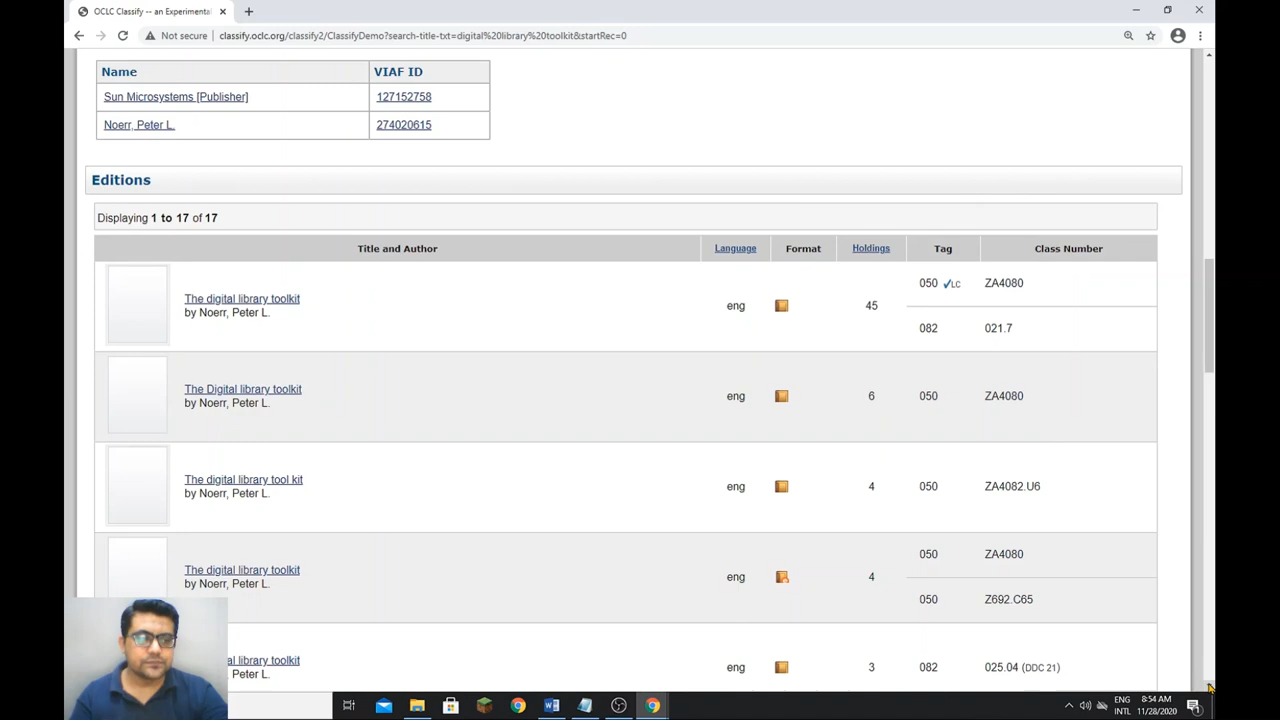 OCLC Classify -- an Experimental
Not secure
classify.oclc.org/classify2/ClassifyDemo?search-title-txt=digital%20library%20toolkit&startRec=0
Name VIAF ID
Sun Microsystems [Publisher] 127152758
Noerr, Peter L. 274020615
Editions
Displaying 1 to 17 of 17
Title and Author Language Format Holdings Tag Class Number
The digital library toolkit
by Noerr, Peter L.
eng 45
050 LC ZA4080
082 021.7
The Digital library toolkit
by Noerr, Peter L.
eng 6 050 ZA4080
The digital library tool kit
by Noerr, Peter L.
eng 4 050 ZA4082.U6
The digital library toolkit
by Noerr, Peter L.
eng 4
050 ZA4080
050 Z692.C65
al library toolkit
rr, Peter L.
eng 3 082 025.04 (DDC 21)
ENG
INTL
8:54 AM
11/28/2020
1